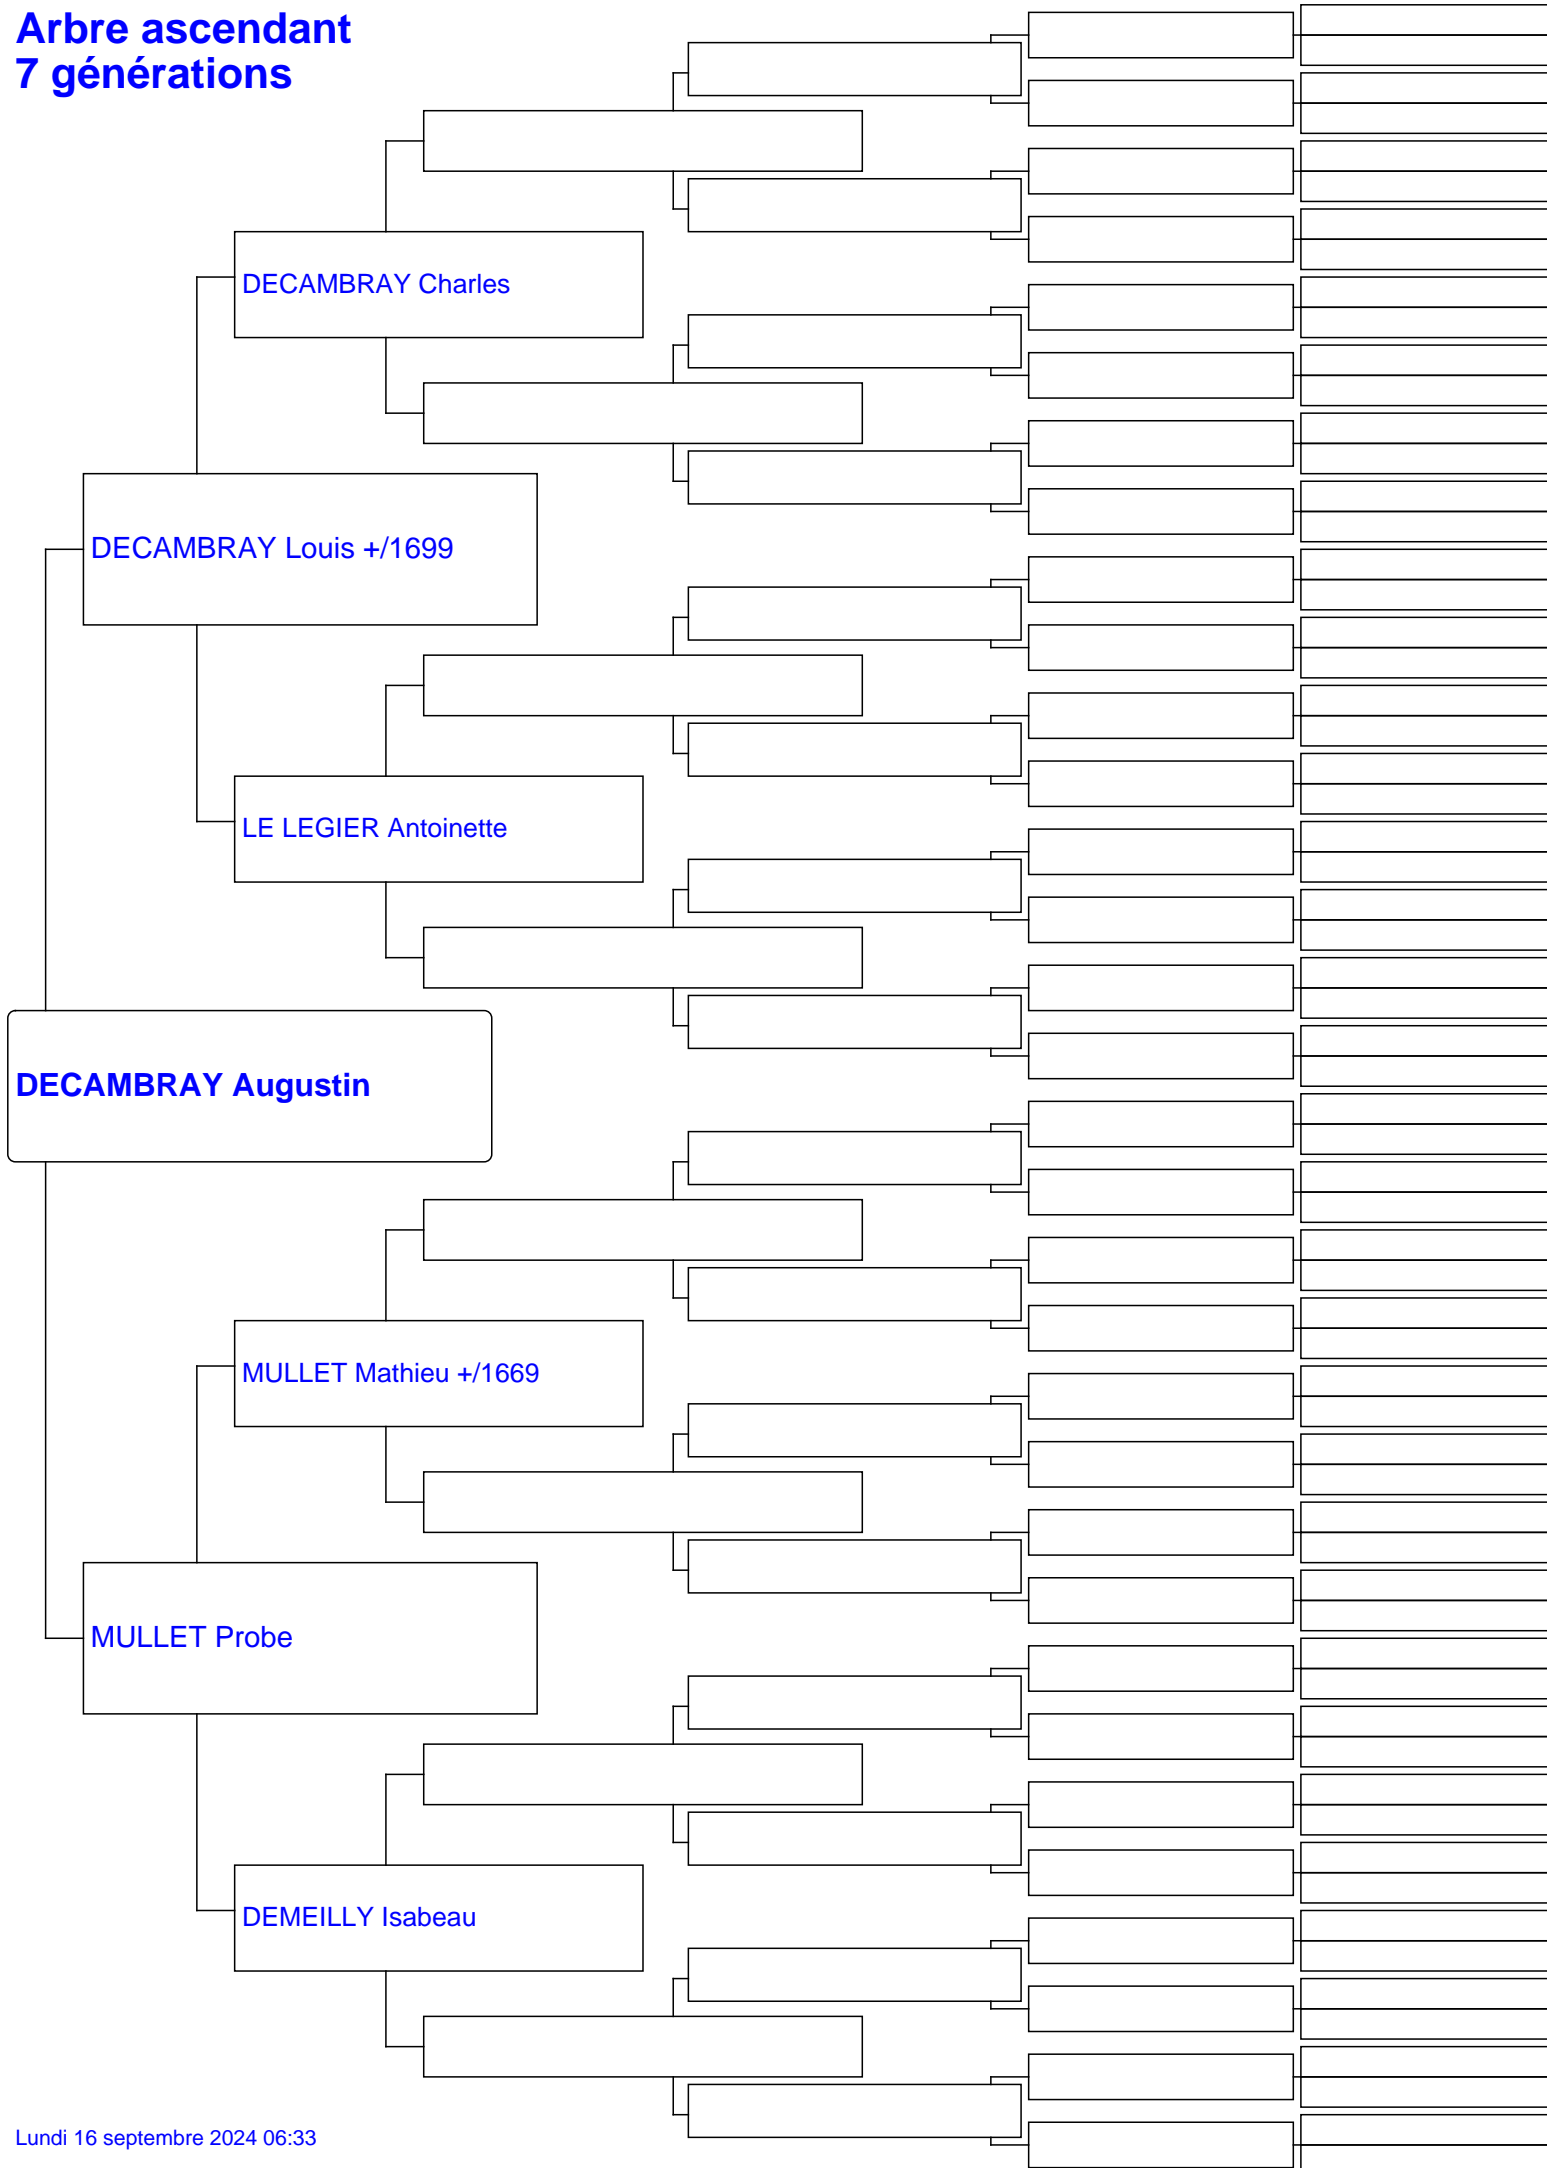 Arbre ascendant
7 générations
DECAMBRAY Charles
DECAMBRAY Louis +/1699
LE LEGIER Antoinette
DECAMBRAY Augustin
MULLET Mathieu +/1669
MULLET Probe
DEMEILLY Isabeau
Lundi 16 septembre 2024 06:33